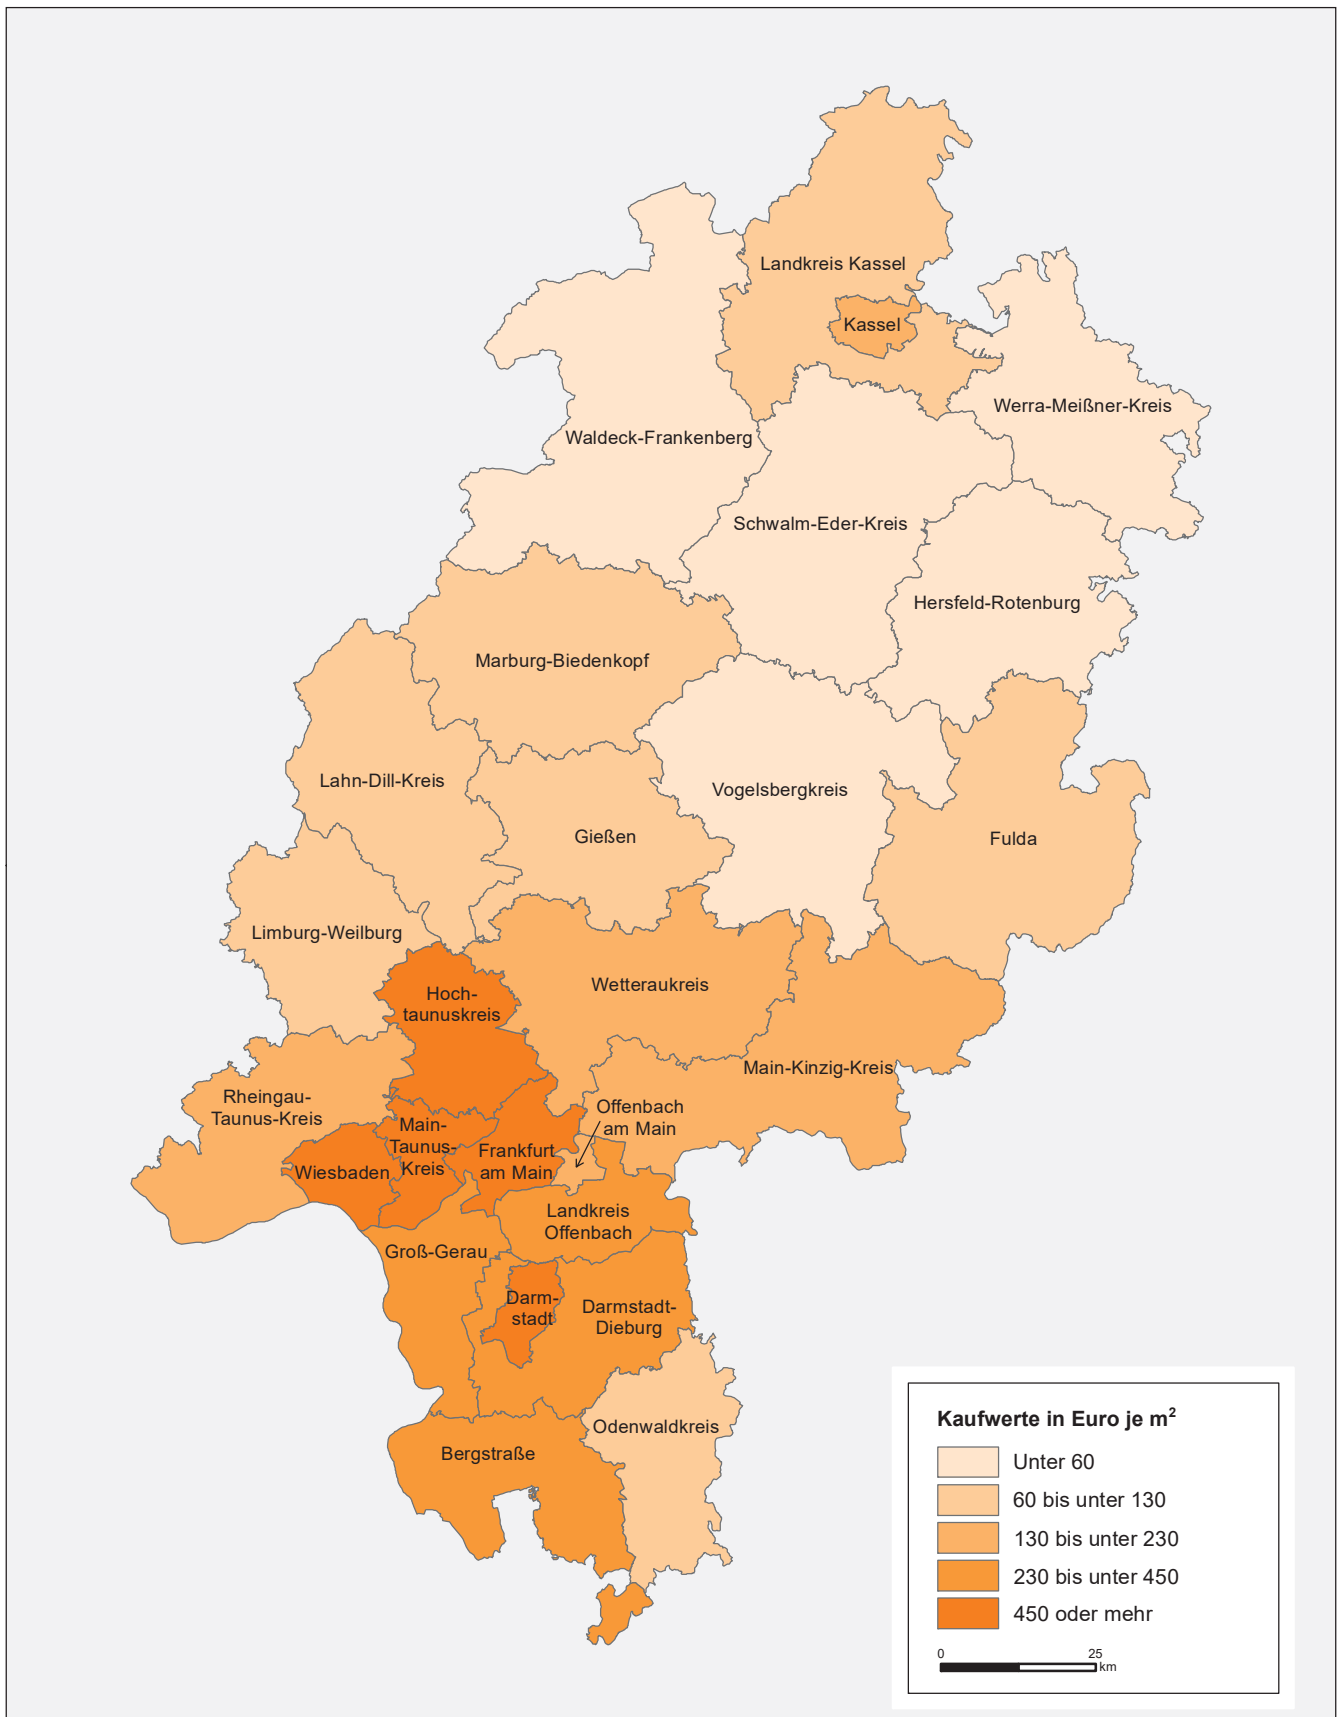 Landkreis Kassel
Kassel
Werra-Meißner-Kreis
Waldeck-Frankenberg
Schwalm-Eder-Kreis
Hersfeld-Rotenburg
Marburg-Biedenkopf
Lahn-Dill-Kreis
Vogelsbergkreis
Gießen
Fulda
Limburg-Weilburg
Wetteraukreis
Hoch-
taunuskreis
Main-Kinzig-Kreis
Rheingau-
Taunus-Kreis
Offenbach
am Main
Main-
Taunus-
Kreis
Frankfurt
am Main
Wiesbaden
Landkreis
Offenbach
Groß-Gerau
Darm-
stadt
Darmstadt-
Dieburg
Odenwaldkreis
Bergstraße
Kaufwerte in Euro je m²
Unter 60
60 bis unter 130
130 bis unter 230
230 bis unter 450
450 oder mehr
0 25
km